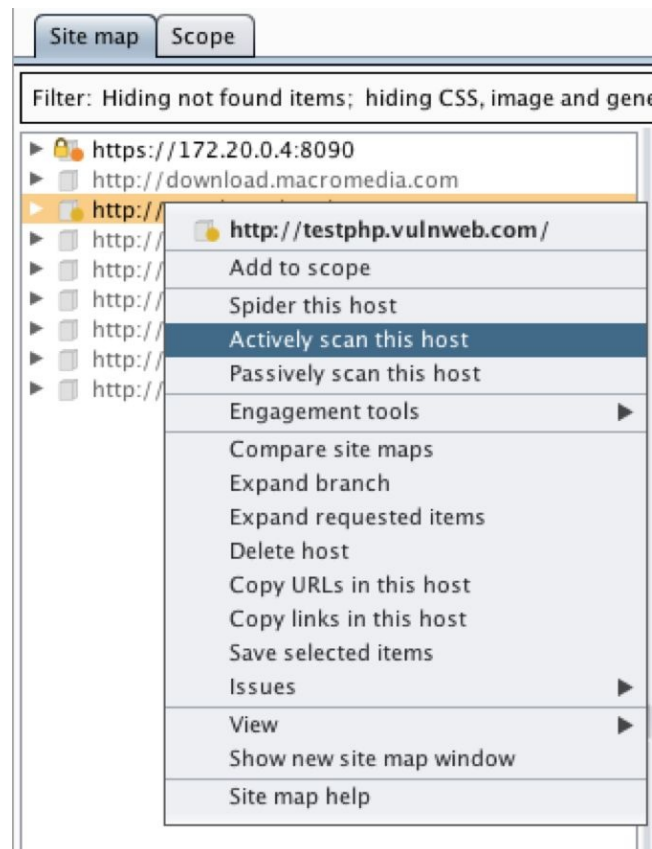 Site map
Scope
Filter: Hiding not found items; hiding CSS, image and gene
https://172.20.0.4:8090
http://download.macromedia.com
http://
http://testphp.vulnweb.com/
http://
Add to scope
http://
Spider this host
http://
Actively scan this host
http://
Passively scan this host
http://
http://
Engagement tools
Compare site maps
Expand branch
Expand requested items
Delete host
Copy URLs in this host
Copy links in this host
Save selected items
Issues
View
Show new site map window
Site map help